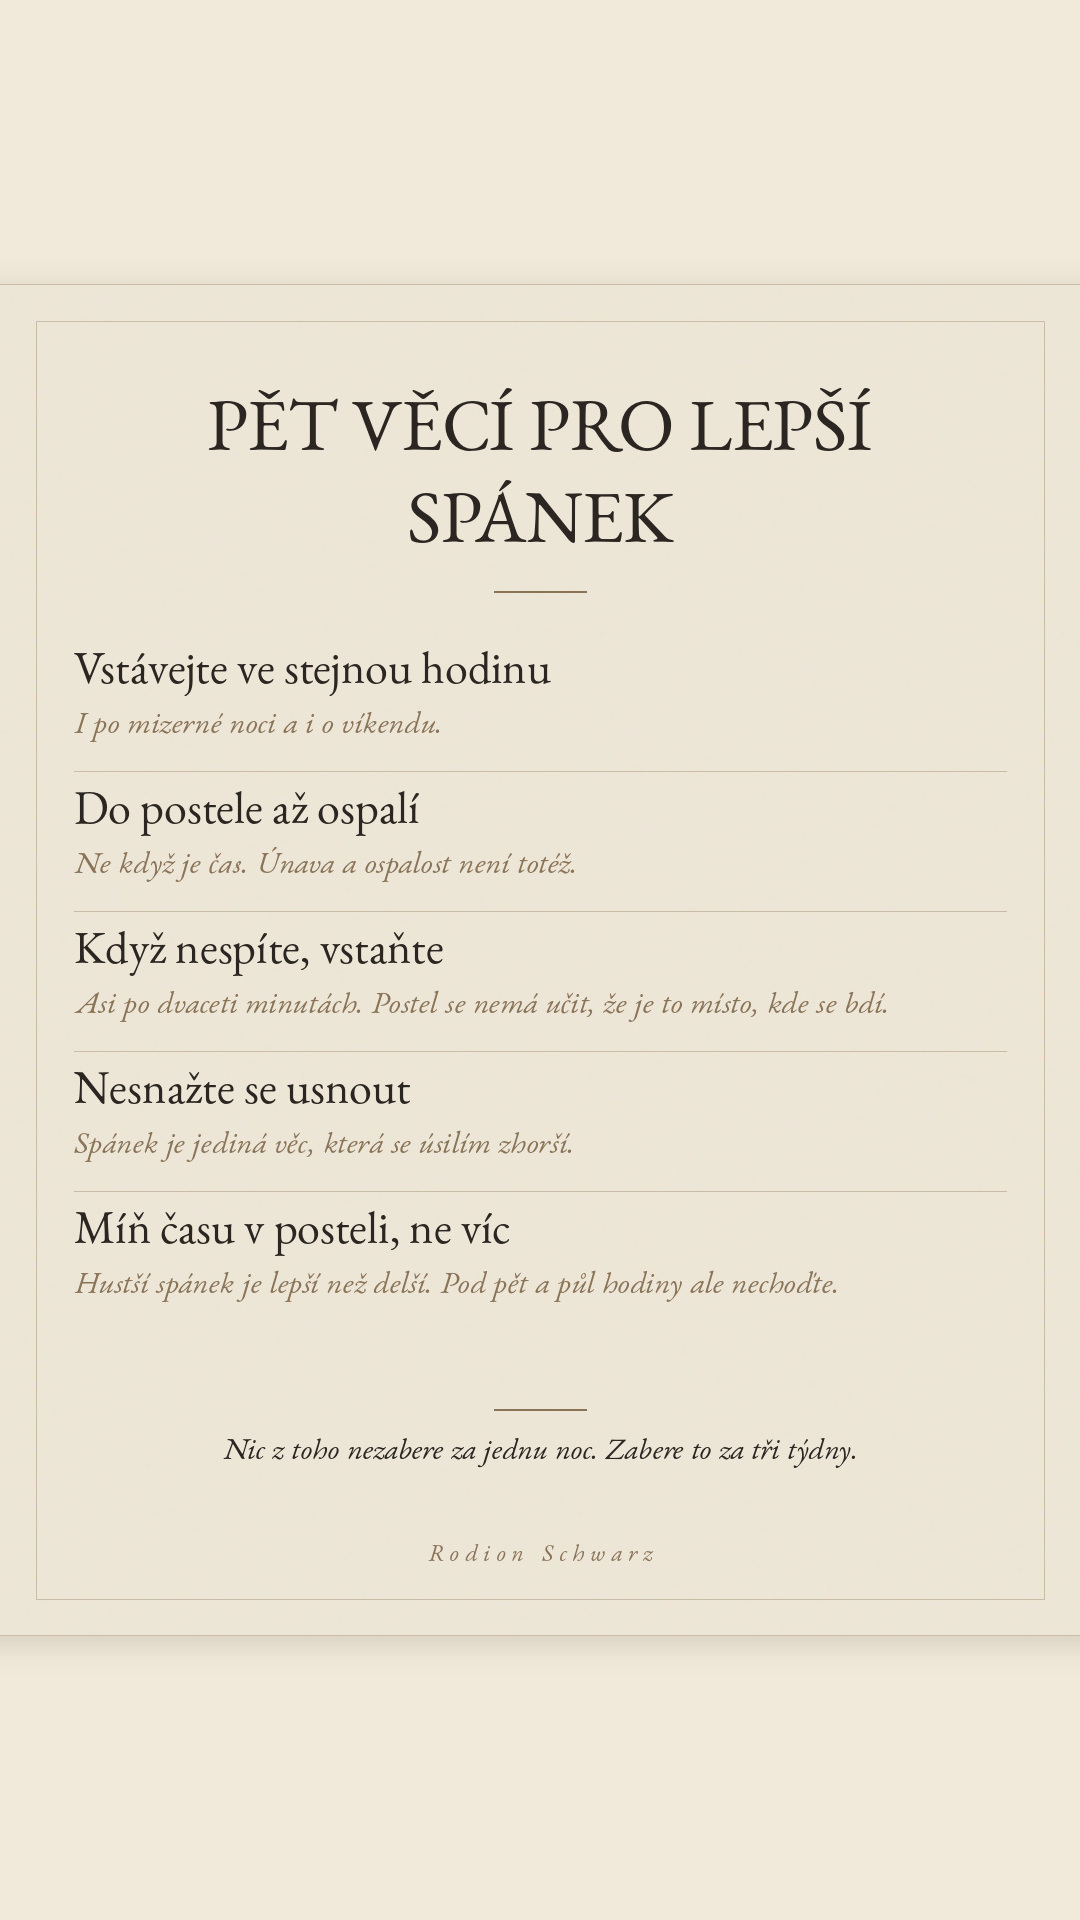 PĚT VĚCÍ PRO LEPŠÍ
SPÁNEK
Vstávejte ve stejnou hodinu
I po mizerné noci a i o víkendu.
Do postele až ospalí
Ne když je čas. Únava a ospalost není totéž.
Když nespíte, vstaňte
Asi po dvaceti minutách. Postel se nemá učit, že je to místo, kde se bdí.
Nesnažte se usnout
Spánek je jediná věc, která se úsilím zhorší.
Míň času v posteli, ne víc
Hustší spánek je lepší než delší. Pod pět a půl hodiny ale nechoďte.
Nic z toho nezabere za jednu noc. Zabere to za tři týdny.
Rodion Schwarz